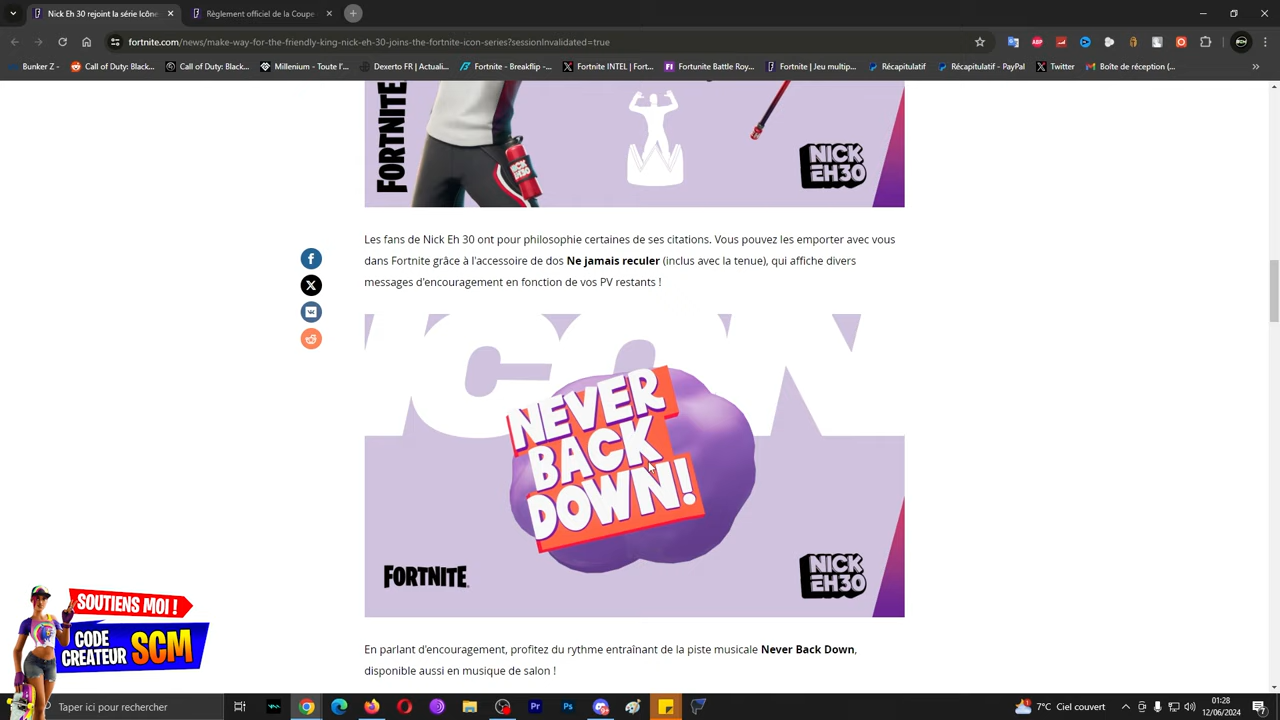 Nick Eh 30 rejoint la série Icône
Règlement officiel de la Coupe
fortnite.com/news/make-way-for-the-friendly-king-nick-eh-30-joins-the-fortnite-icon-series?sessionInvalidated=true
Bunker Z - Call of Duty: Black... Call of Duty: Black... Millenium - Toute l'... Dexerto FR | Actuali... Fortnite - Breakflip -... Fortnite INTEL | Fort... Fortnite Battle Roy... Fortnite | Jeu multip... Récapitulatif Récapitulatif - PayPal Twitter Boîte de réception (...
FORTNITE
NICK
EH30
NICK
EH30
Les fans de Nick Eh 30 ont pour philosophie certaines de ses citations. Vous pouvez les emporter avec vous
dans Fortnite grâce à l'accessoire de dos Ne jamais reculer (inclus avec la tenue), qui affiche divers
messages d'encouragement en fonction de vos PV restants !
ICON
NEVER
BACK
DOWN!
FORTNITE
NICK
EH30
En parlant d'encouragement, profitez du rythme entraînant de la piste musicale Never Back Down,
disponible aussi en musique de salon !
SOUTIENS MOI !
CODE
CREATEUR SCM
Taper ici pour rechercher
7°C Ciel couvert
01:28
12/06/2024